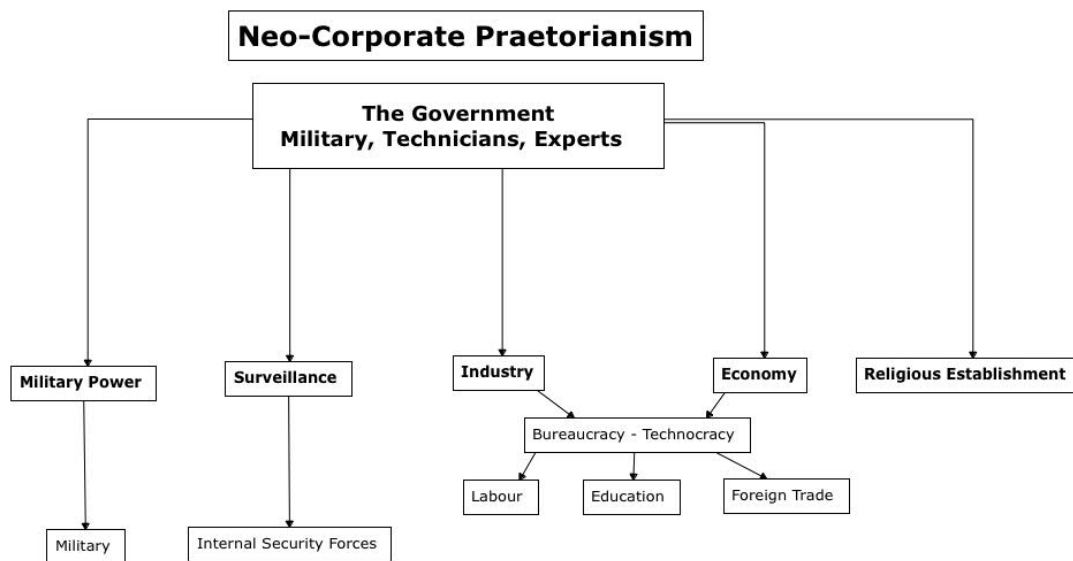 Neo-Corporate Praetorianism
The Government
Military, Technicians, Experts
Military Power
Surveillance
Industry
Economy
Religious Establishment
Bureaucracy - Technocracy
Labour
Education
Foreign Trade
Military
Internal Security Forces